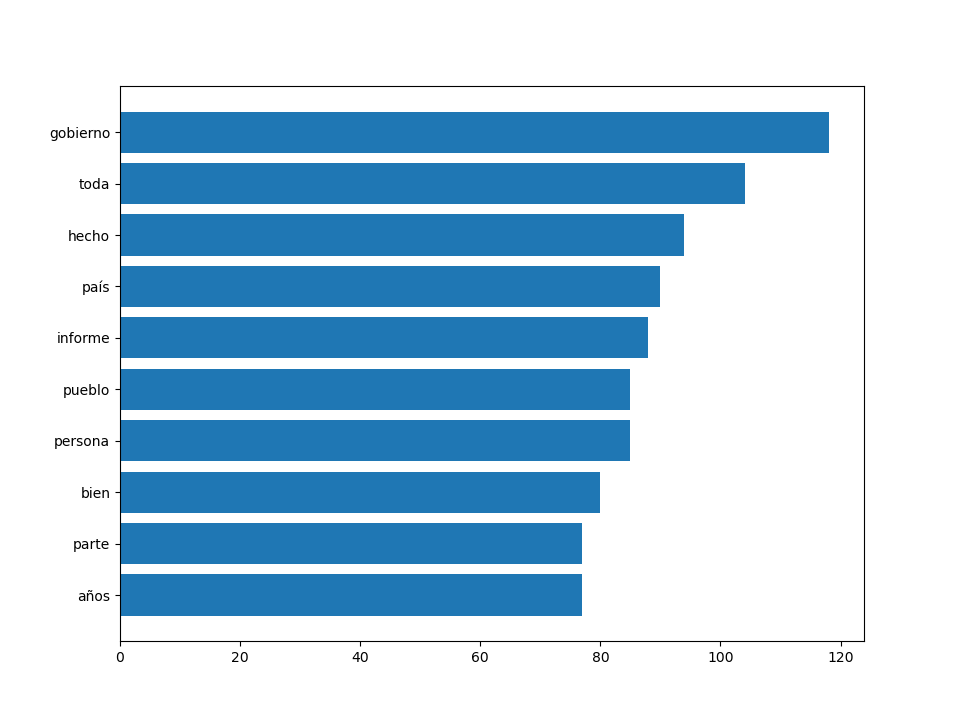 gobierno
toda
hecho
país
informe
pueblo
persona
bien
parte
años
0 20 40 60 80 100 120